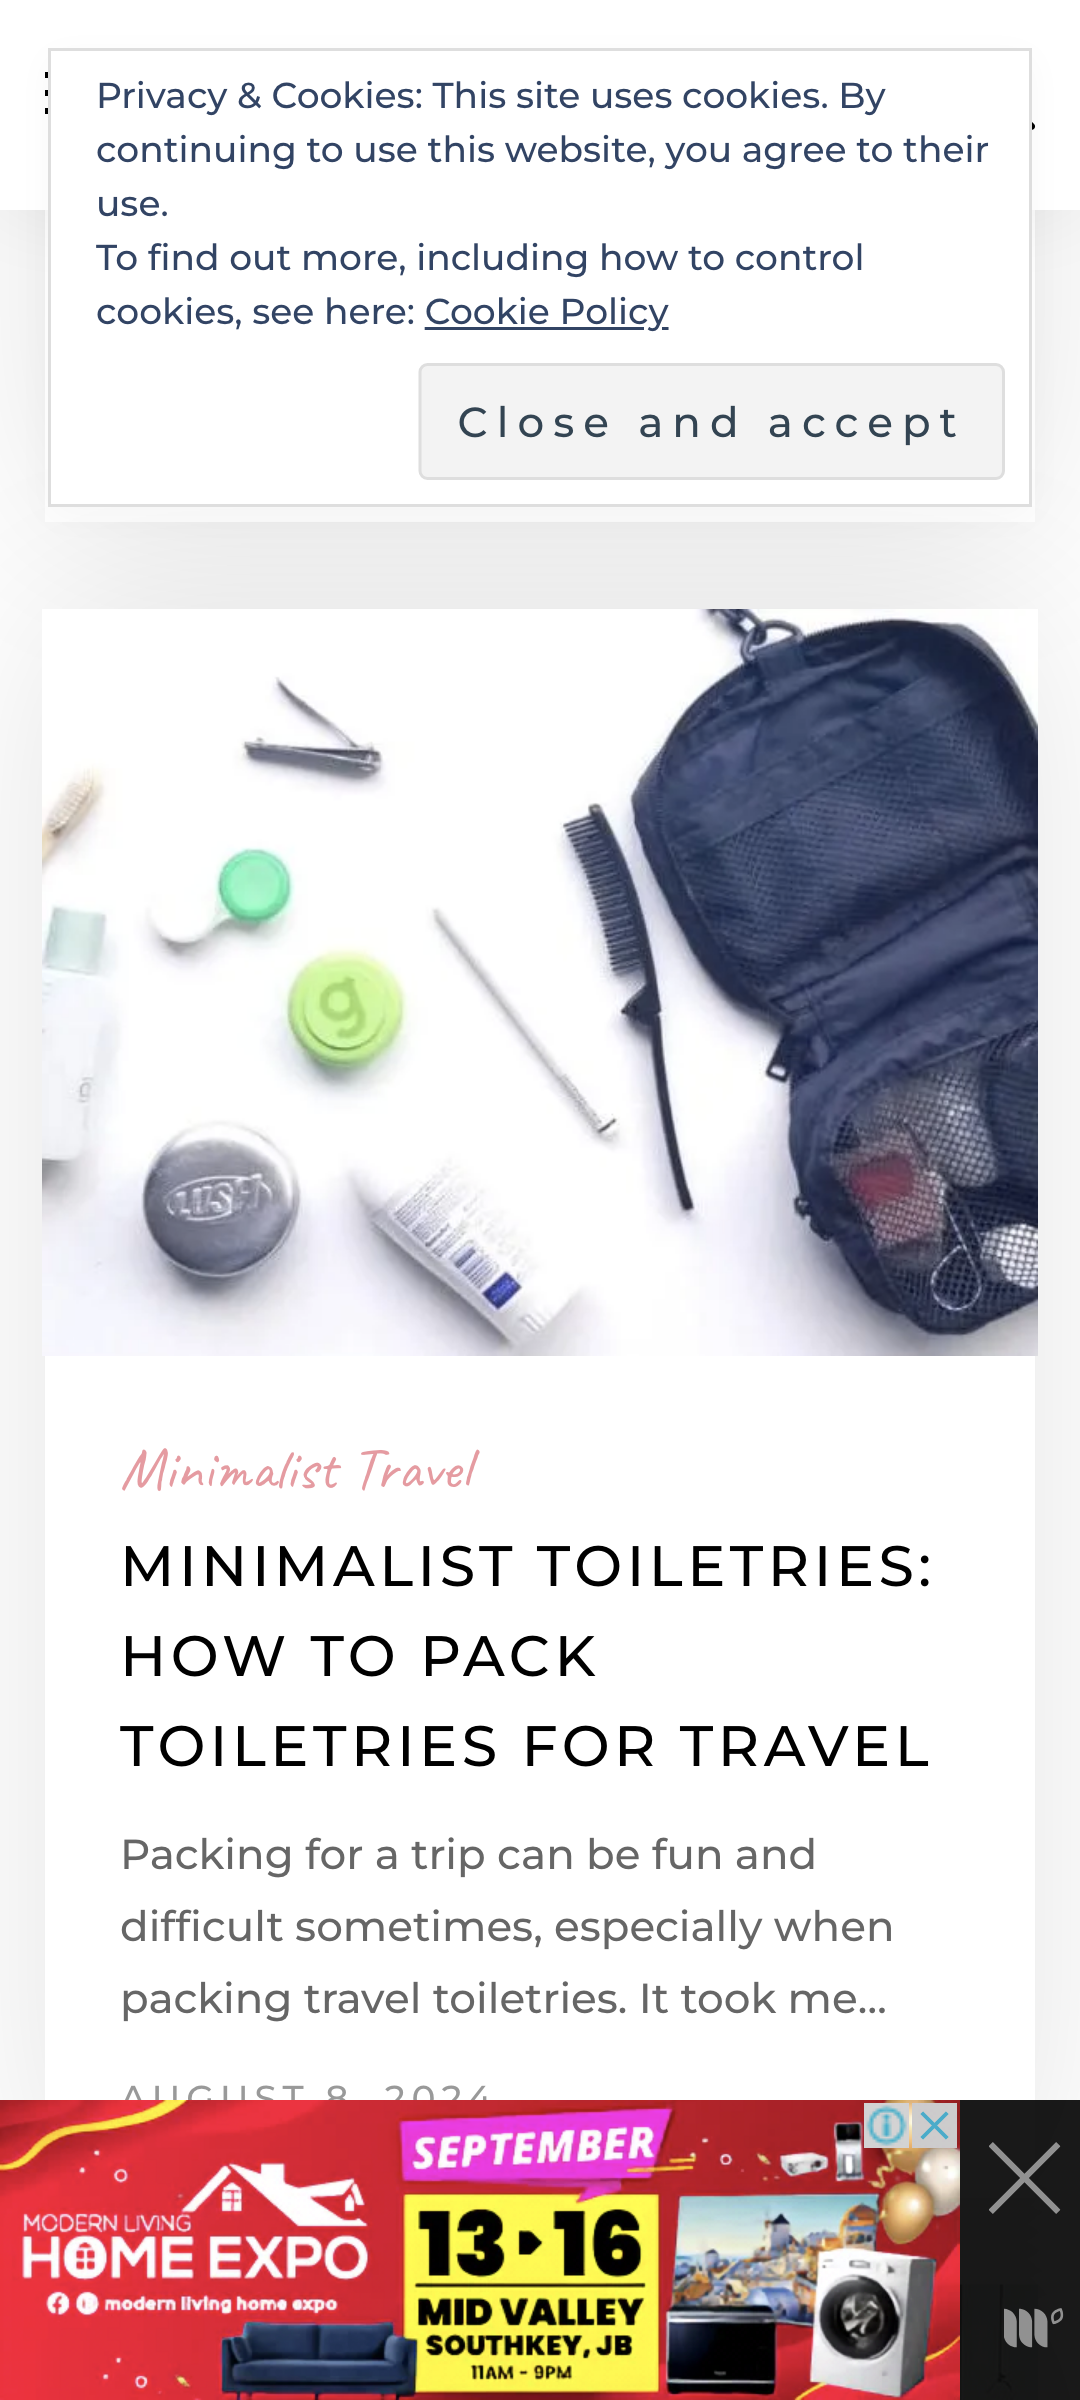 Privacy & Cookies: This site uses cookies. By
continuing to use this website, you agree to their
use.
To find out more, including how to control
cookies, see here: Cookie Policy
Close and accept
g
LUSH
Minimalist Travel
MINIMALIST TOILETRIES:
HOW TO PACK
TOILETRIES FOR TRAVEL
Packing for a trip can be fun and
difficult sometimes, especially when
packing travel toiletries. It took me...
AUGUST 8, 2024
SEPTEMBER
MODERN LIVING
HOME EXPO
modern living home expo
13 ▸ 16
MID VALLEY
SOUTHKEY, JB
11AM - 9PM